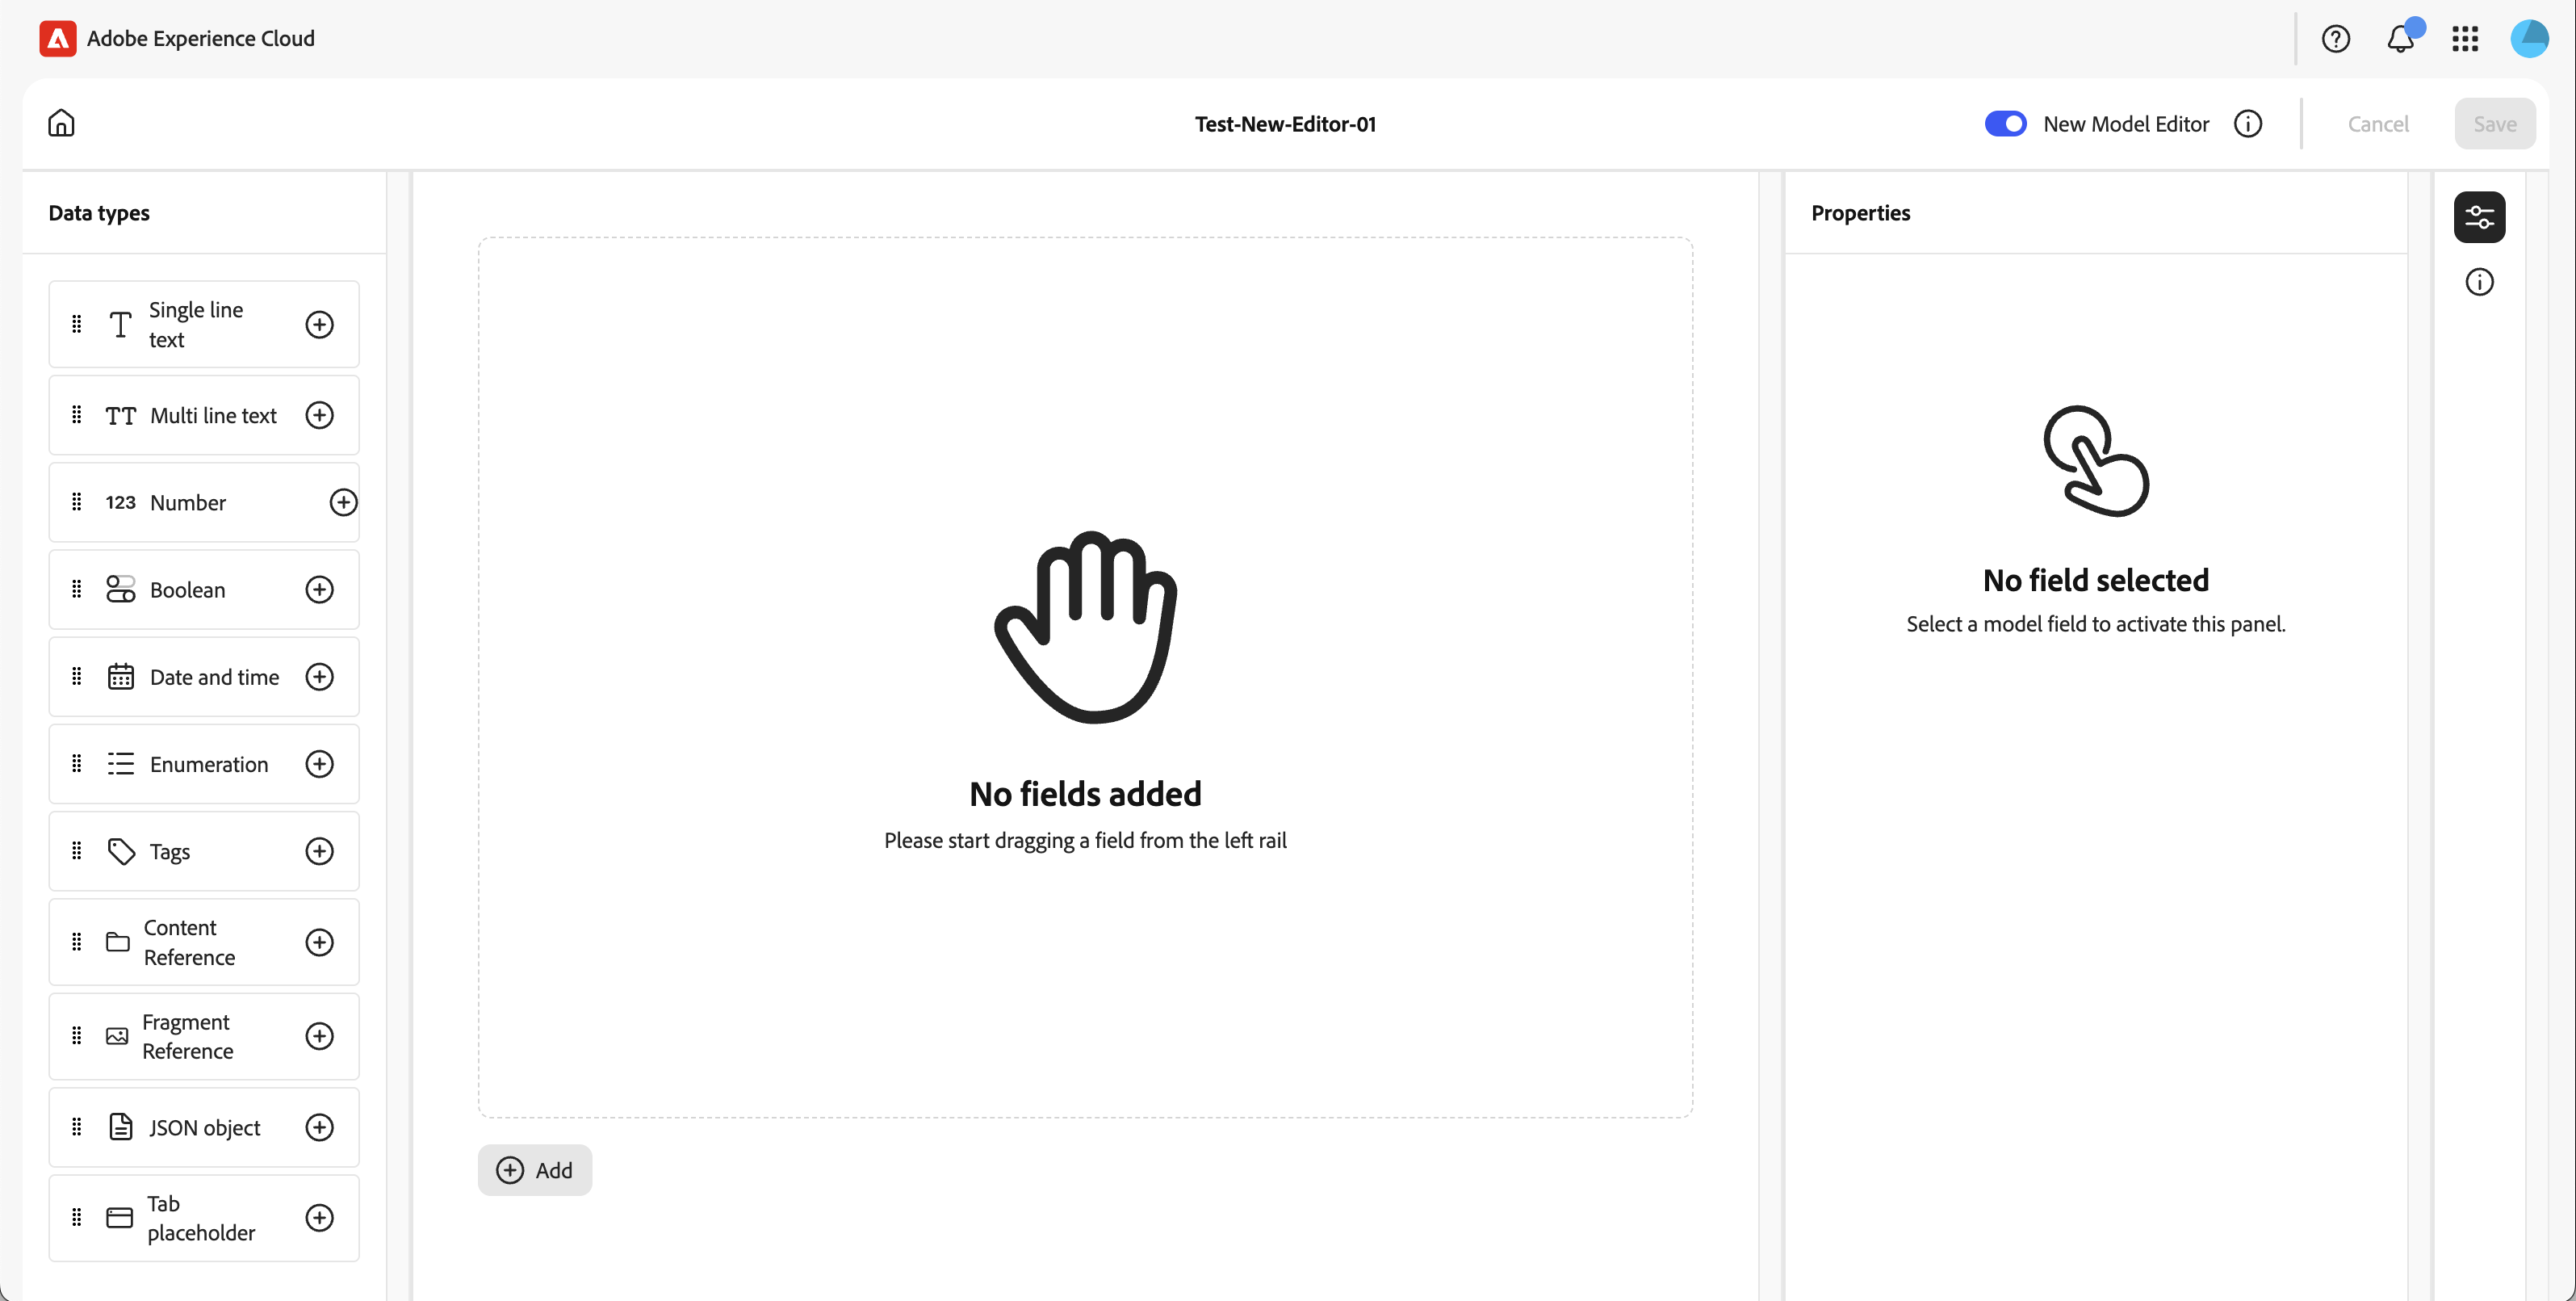 Adobe Experience Cloud
Test-New-Editor-01
New Model Editor
Cancel
Save
Data types
Single line
text
Multi line text
123 Number
Boolean
Date and time
Enumeration
Tags
Content
Reference
Fragment
Reference
JSON object
Tab
placeholder
No fields added
Please start dragging a field from the left rail
Add
Properties
No field selected
Select a model field to activate this panel.